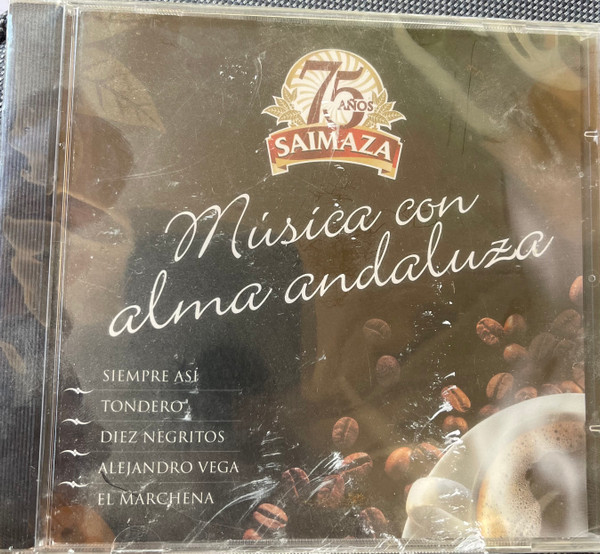 75
AÑOS
SAIMAZA
Música con
alma andaluza
SIEMPRE ASÍ
TONDERO
DIEZ NEGRITOS
ALEJANDRO VEGA
EL MARCHENA